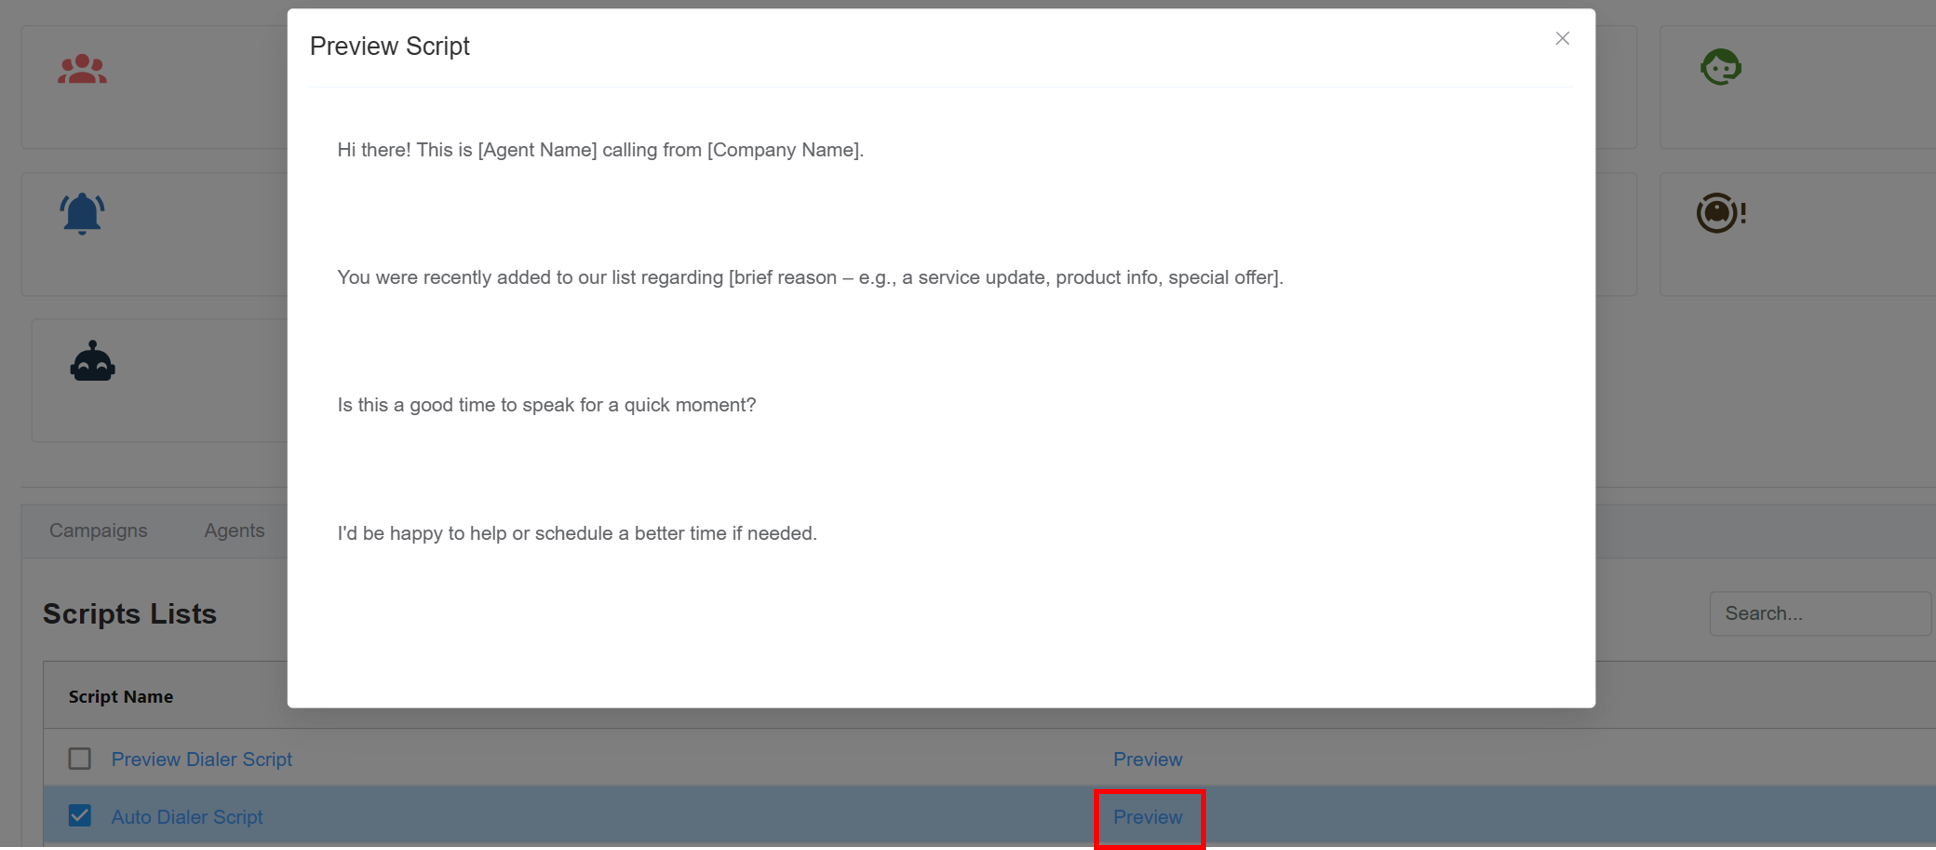 Preview Script
Hi there! This is [Agent Name] calling from [Company Name].
You were recently added to our list regarding [brief reason – e.g., a service update, product info, special offer].
Is this a good time to speak for a quick moment?
I'd be happy to help or schedule a better time if needed.
Campaigns Agents
Scripts Lists Search...
Script Name
Preview Dialer Script Preview
Auto Dialer Script Preview